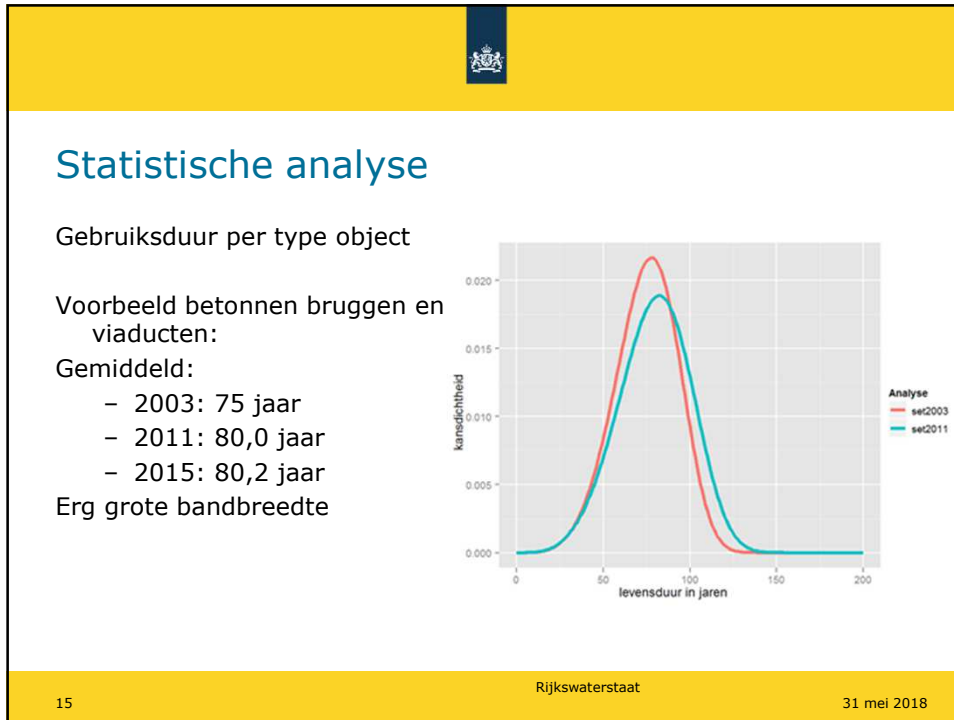 Statistische analyse
Gebruiksduur per type object
Voorbeeld betonnen bruggen en
viaducten:
Gemiddeld:
– 2003: 75 jaar
– 2011: 80,0 jaar
– 2015: 80,2 jaar
Erg grote bandbreedte
kansdichtheid
0.020
0.015
0.010
0.005
0.000
0
50
100
150
200
levensduur in jaren
Analyse
set2003
set2011
Rijkswaterstaat
15
31 mei 2018